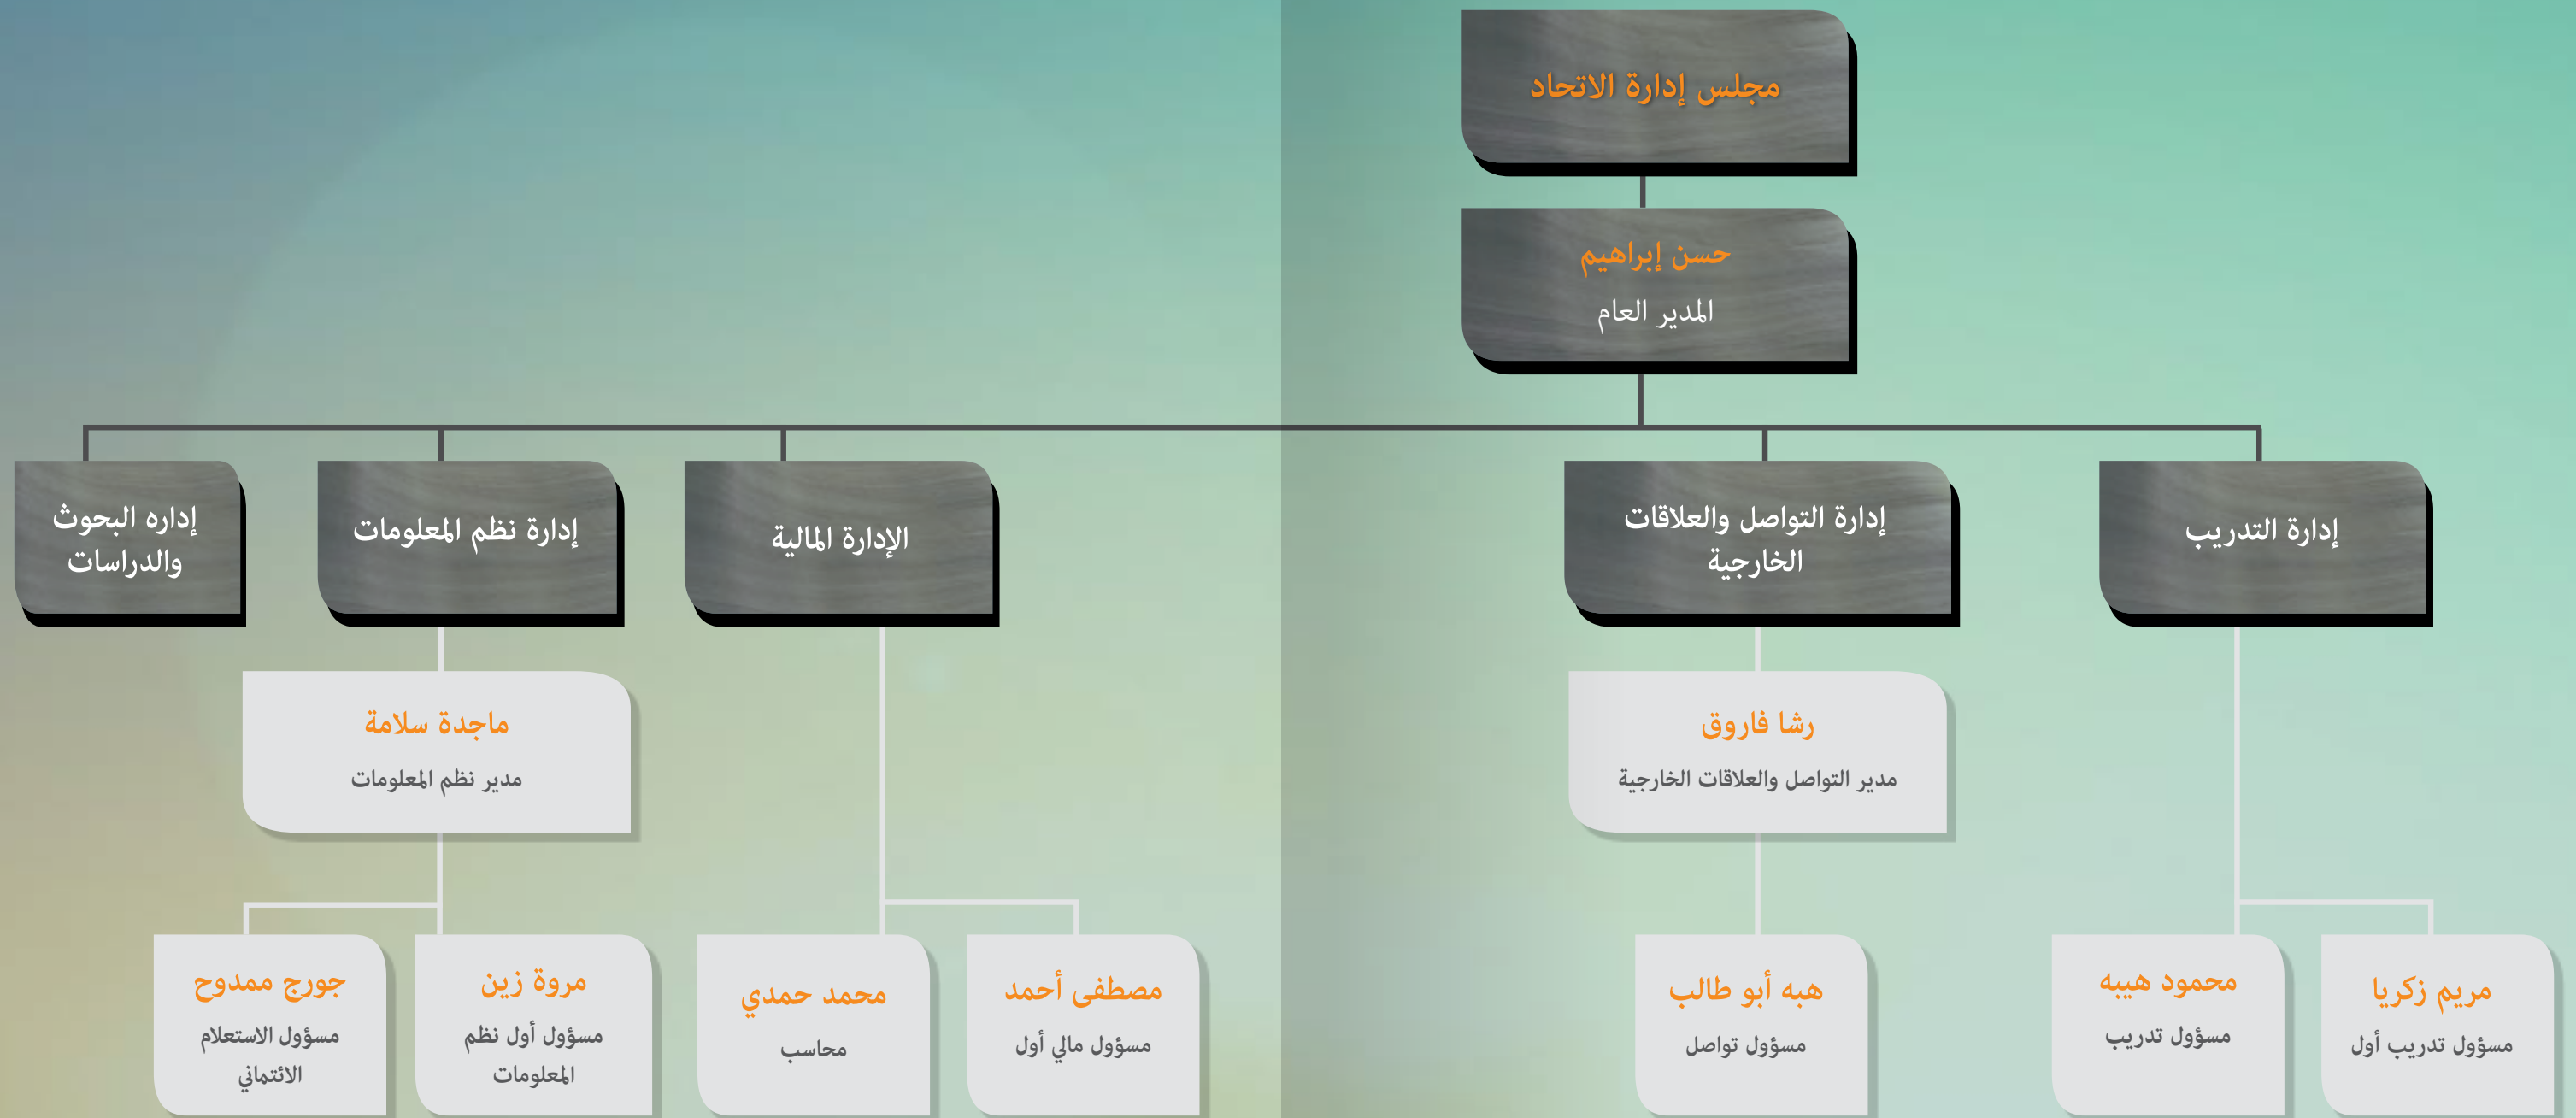 مجلس إدارة الاتحاد
حسن إبراهيم
المدير العام
إدارة التدريب
إدارة التواصل والعلاقات
الخارجية
الإدارة المالية
إدارة نظم المعلومات
إداره البحوث
والدراسات
رشا فاروق
مدير التواصل والعلاقات الخارجية
ماجدة سلامة
مدير نظم المعلومات
مريم زكريا
مسؤول تدريب أول
محمود هيبه
مسؤول تدريب
هبه أبو طالب
مسؤول تواصل
مصطفى أحمد
مسؤول مالي أول
محمد حمدي
محاسب
مروة زين
مسؤول أول نظم
المعلومات
جورج ممدوح
مسؤول الاستعلام
الائتماني